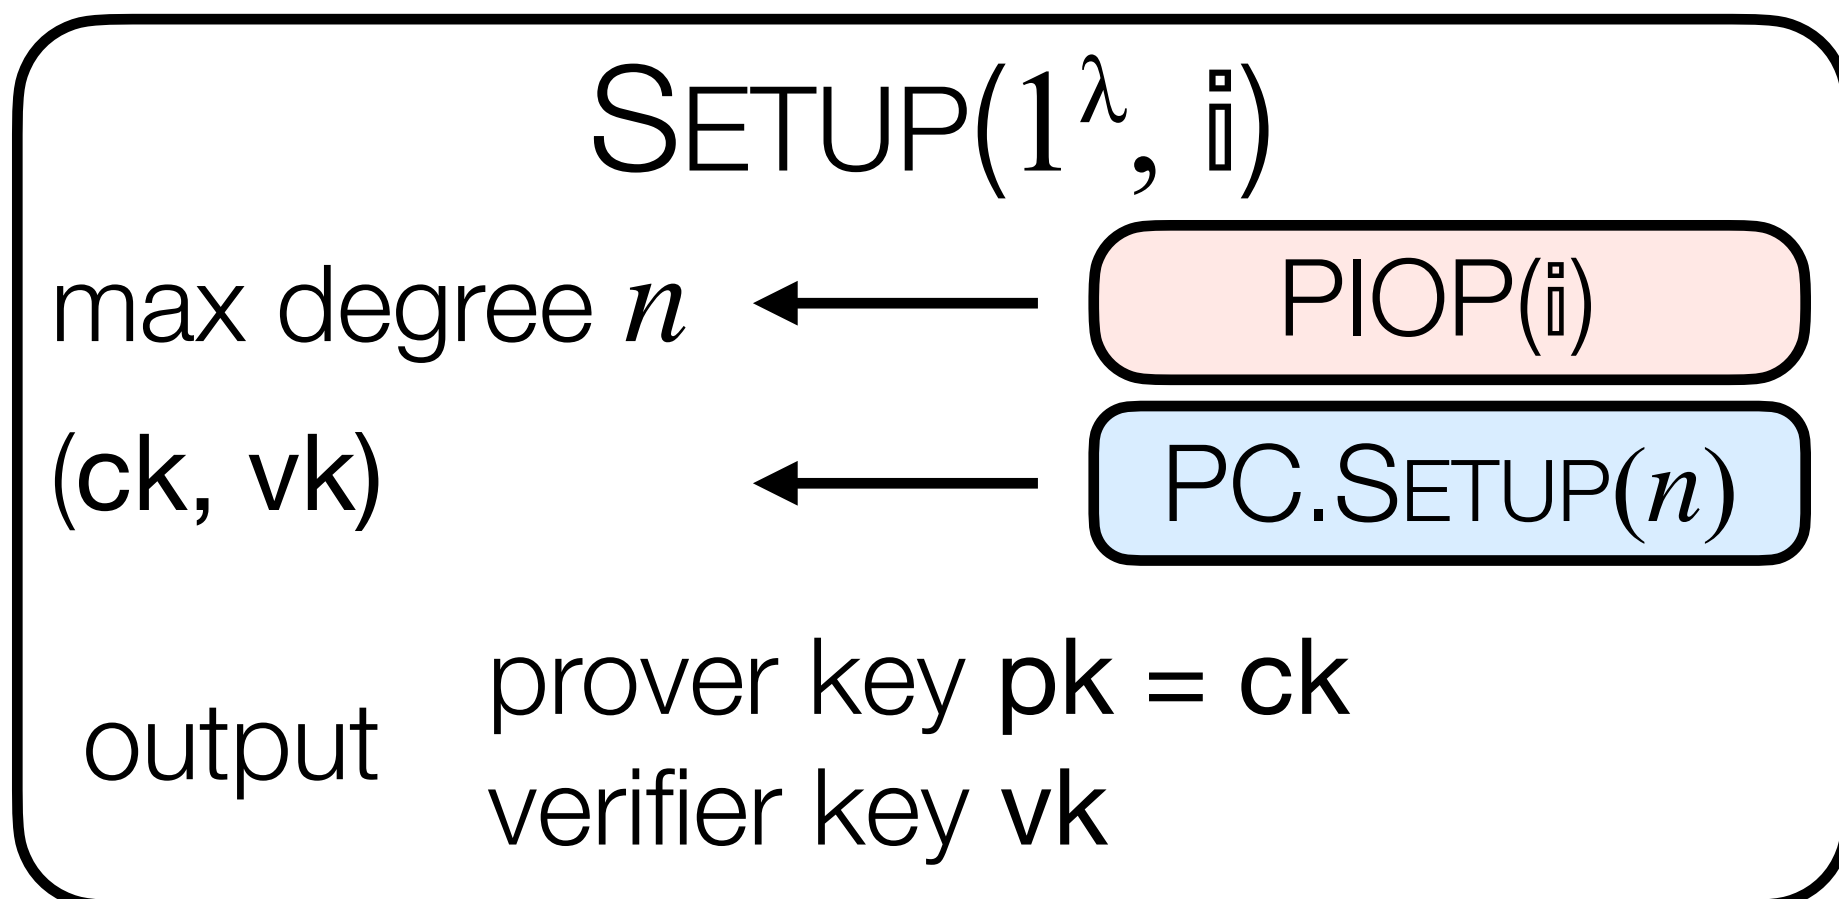 SETUP(1^λ, 𝕚)
max degree n ← PIOP(𝕚)
(ck, vk) ← PC.SETUP(n)
output
prover key pk = ck
verifier key vk